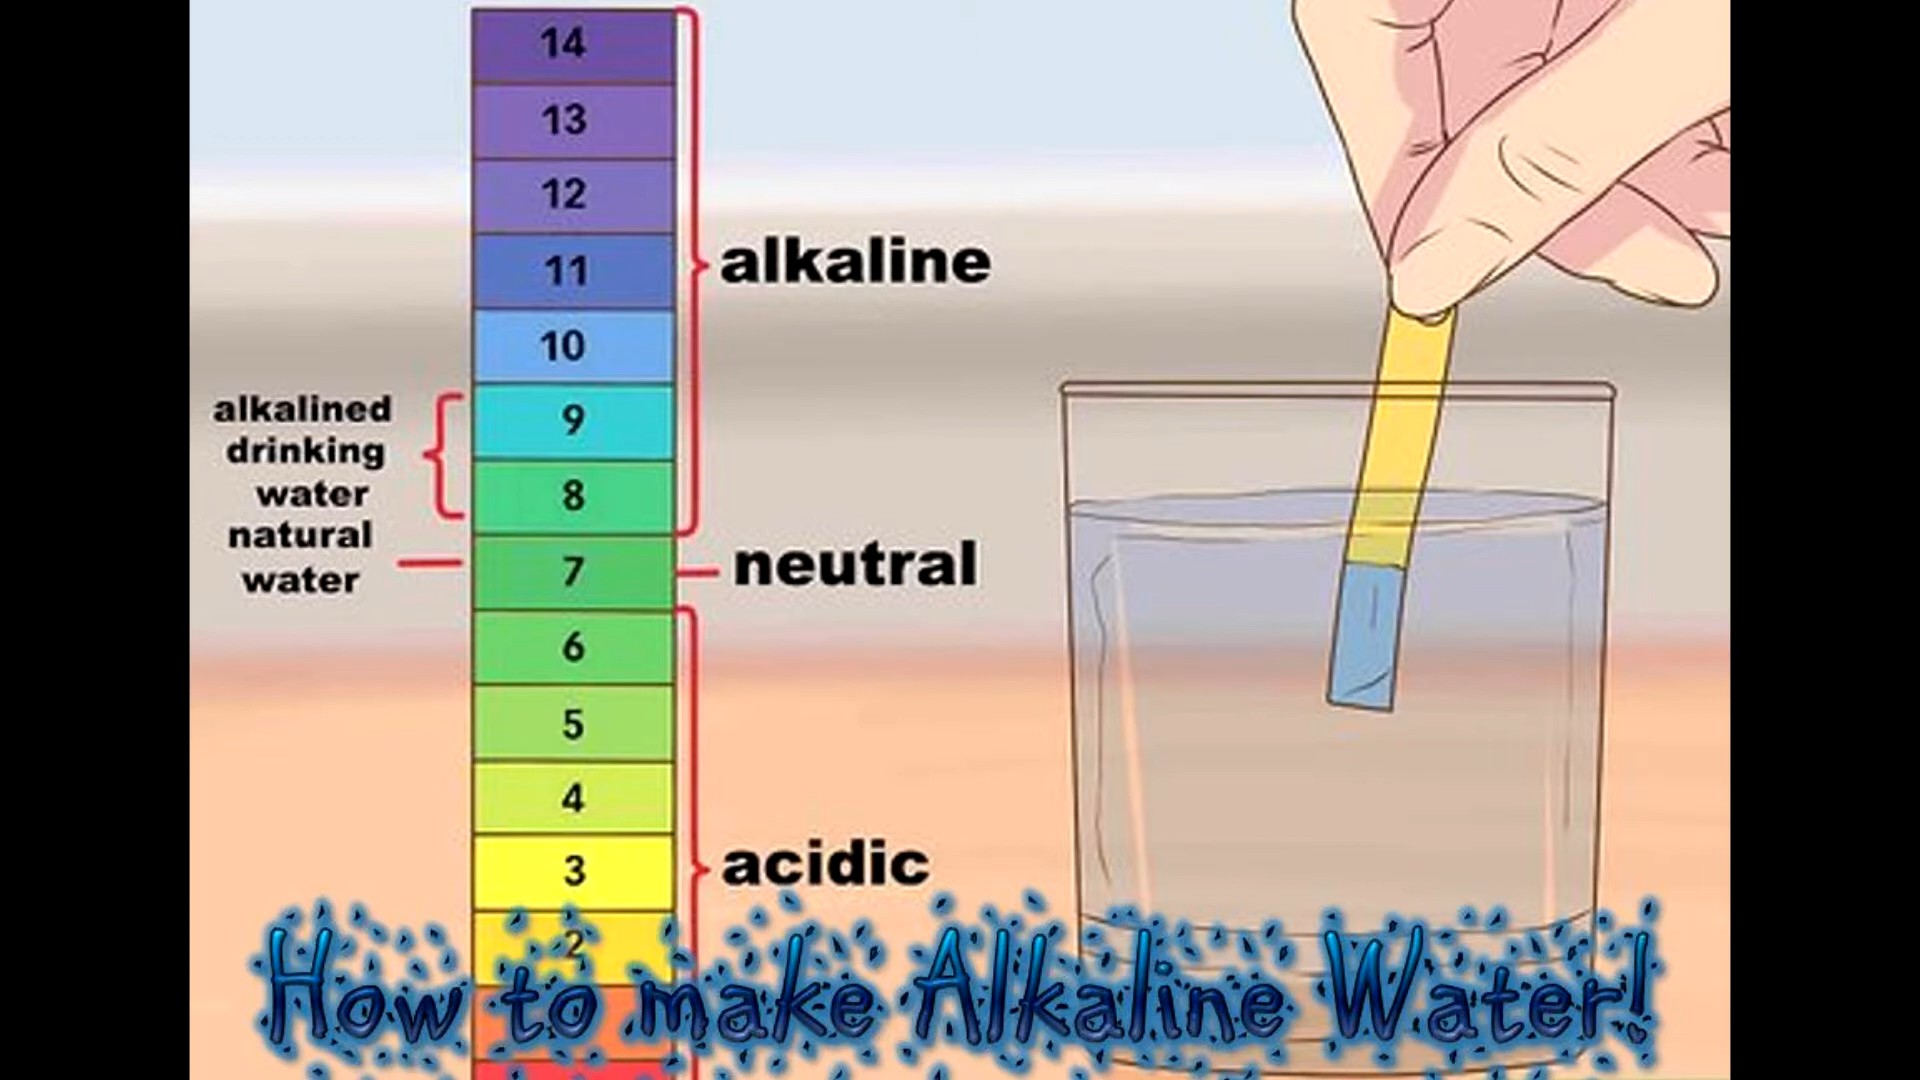 14
13
12
11
10
9
8
7
6
5
4
3
2
alkaline
alkalined
drinking
water
natural
water
neutral
acidic
How to make Alkaline Water!